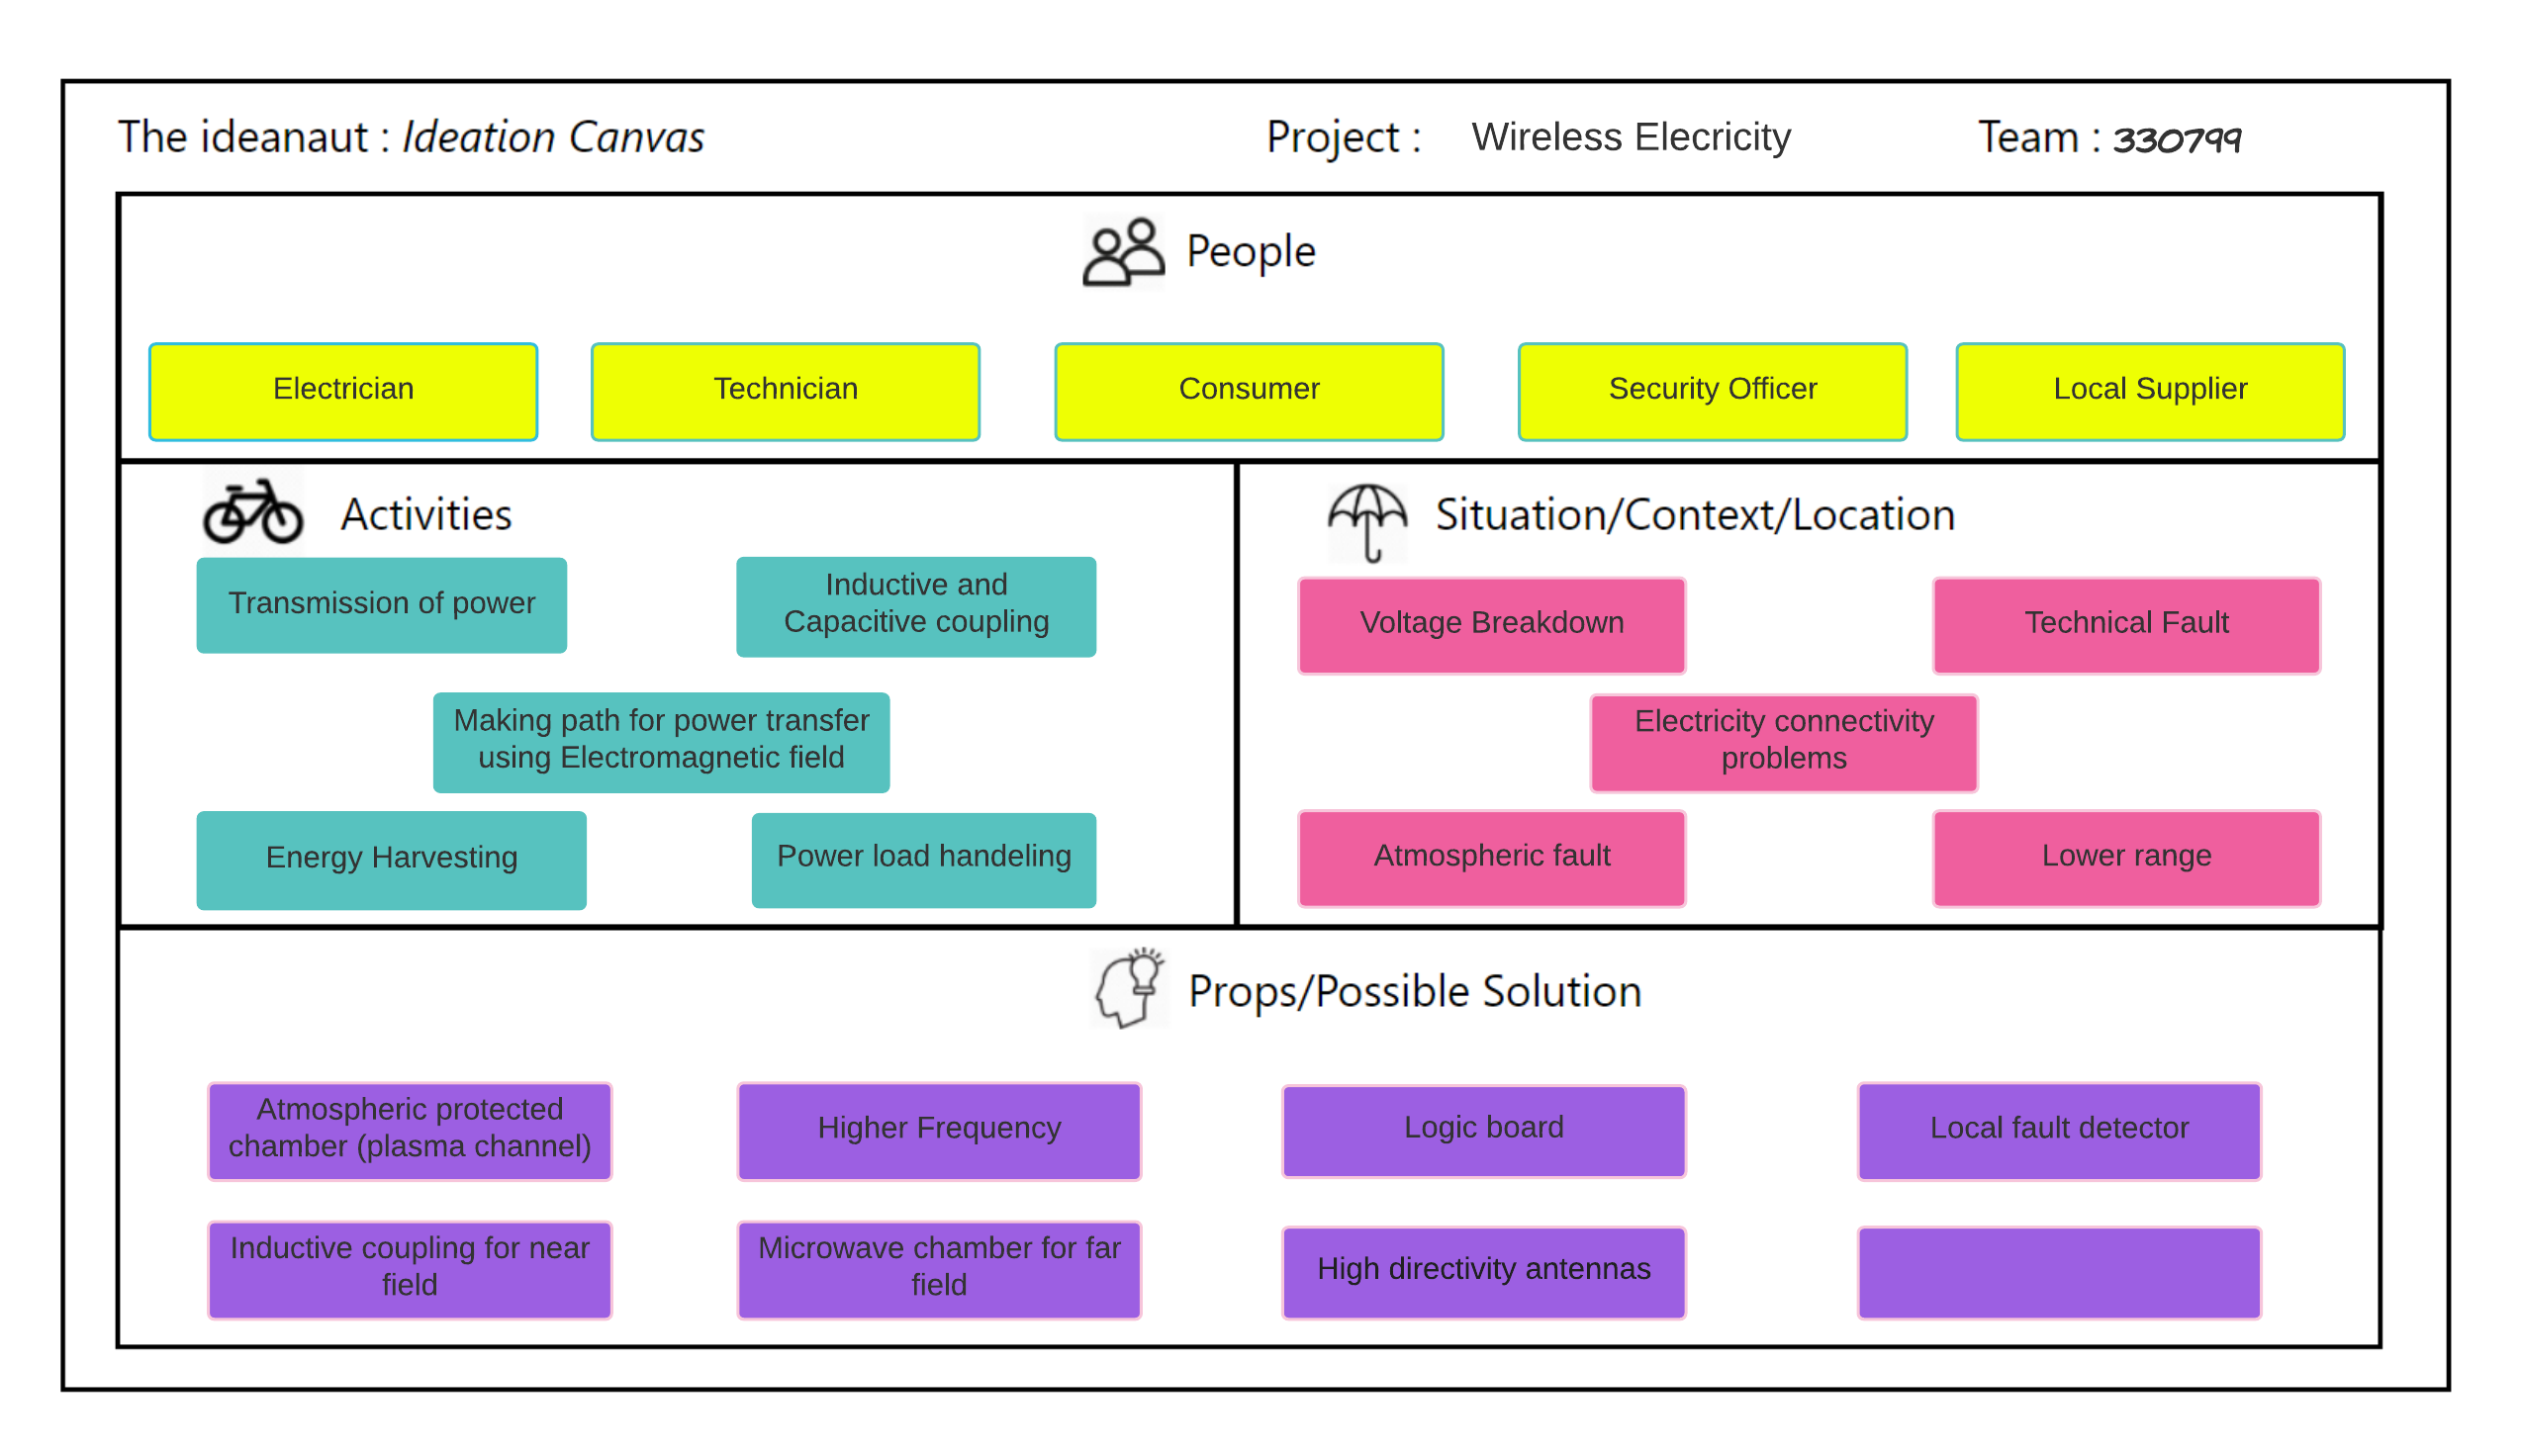 The ideanaut : Ideation Canvas
Project : Wireless Elecricity
Team : 330799
People
Electrician
Technician
Consumer
Security Officer
Local Supplier
Activities
Transmission of power
Inductive and
Capacitive coupling
Making path for power transfer
using Electromagnetic field
Energy Harvesting
Power load handeling
Situation/Context/Location
Voltage Breakdown
Technical Fault
Electricity connectivity
problems
Atmospheric fault
Lower range
Props/Possible Solution
Atmospheric protected
chamber (plasma channel)
Higher Frequency
Logic board
Local fault detector
Inductive coupling for near
field
Microwave chamber for far
field
High directivity antennas